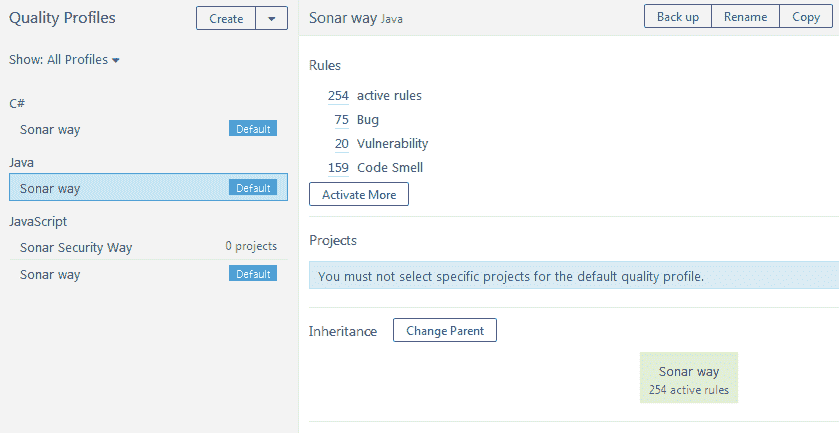 Quality Profiles
Create
Show: All Profiles
C#
Sonar way Default
Java
Sonar way Default
JavaScript
Sonar Security Way 0 projects
Sonar way Default
Sonar way Java
Back up Rename Copy
Rules
254 active rules
75 Bug
20 Vulnerability
159 Code Smell
Activate More
Projects
You must not select specific projects for the default quality profile.
Inheritance Change Parent
Sonar way
254 active rules